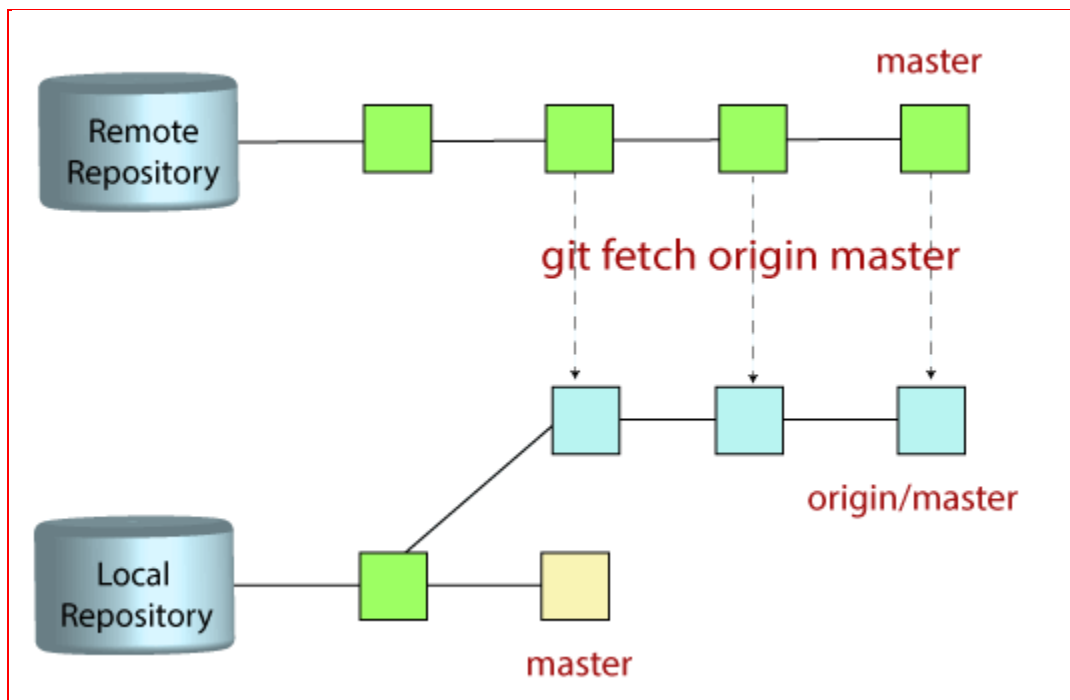 master
Remote
Repository
git fetch origin master
origin/master
Local
Repository
master